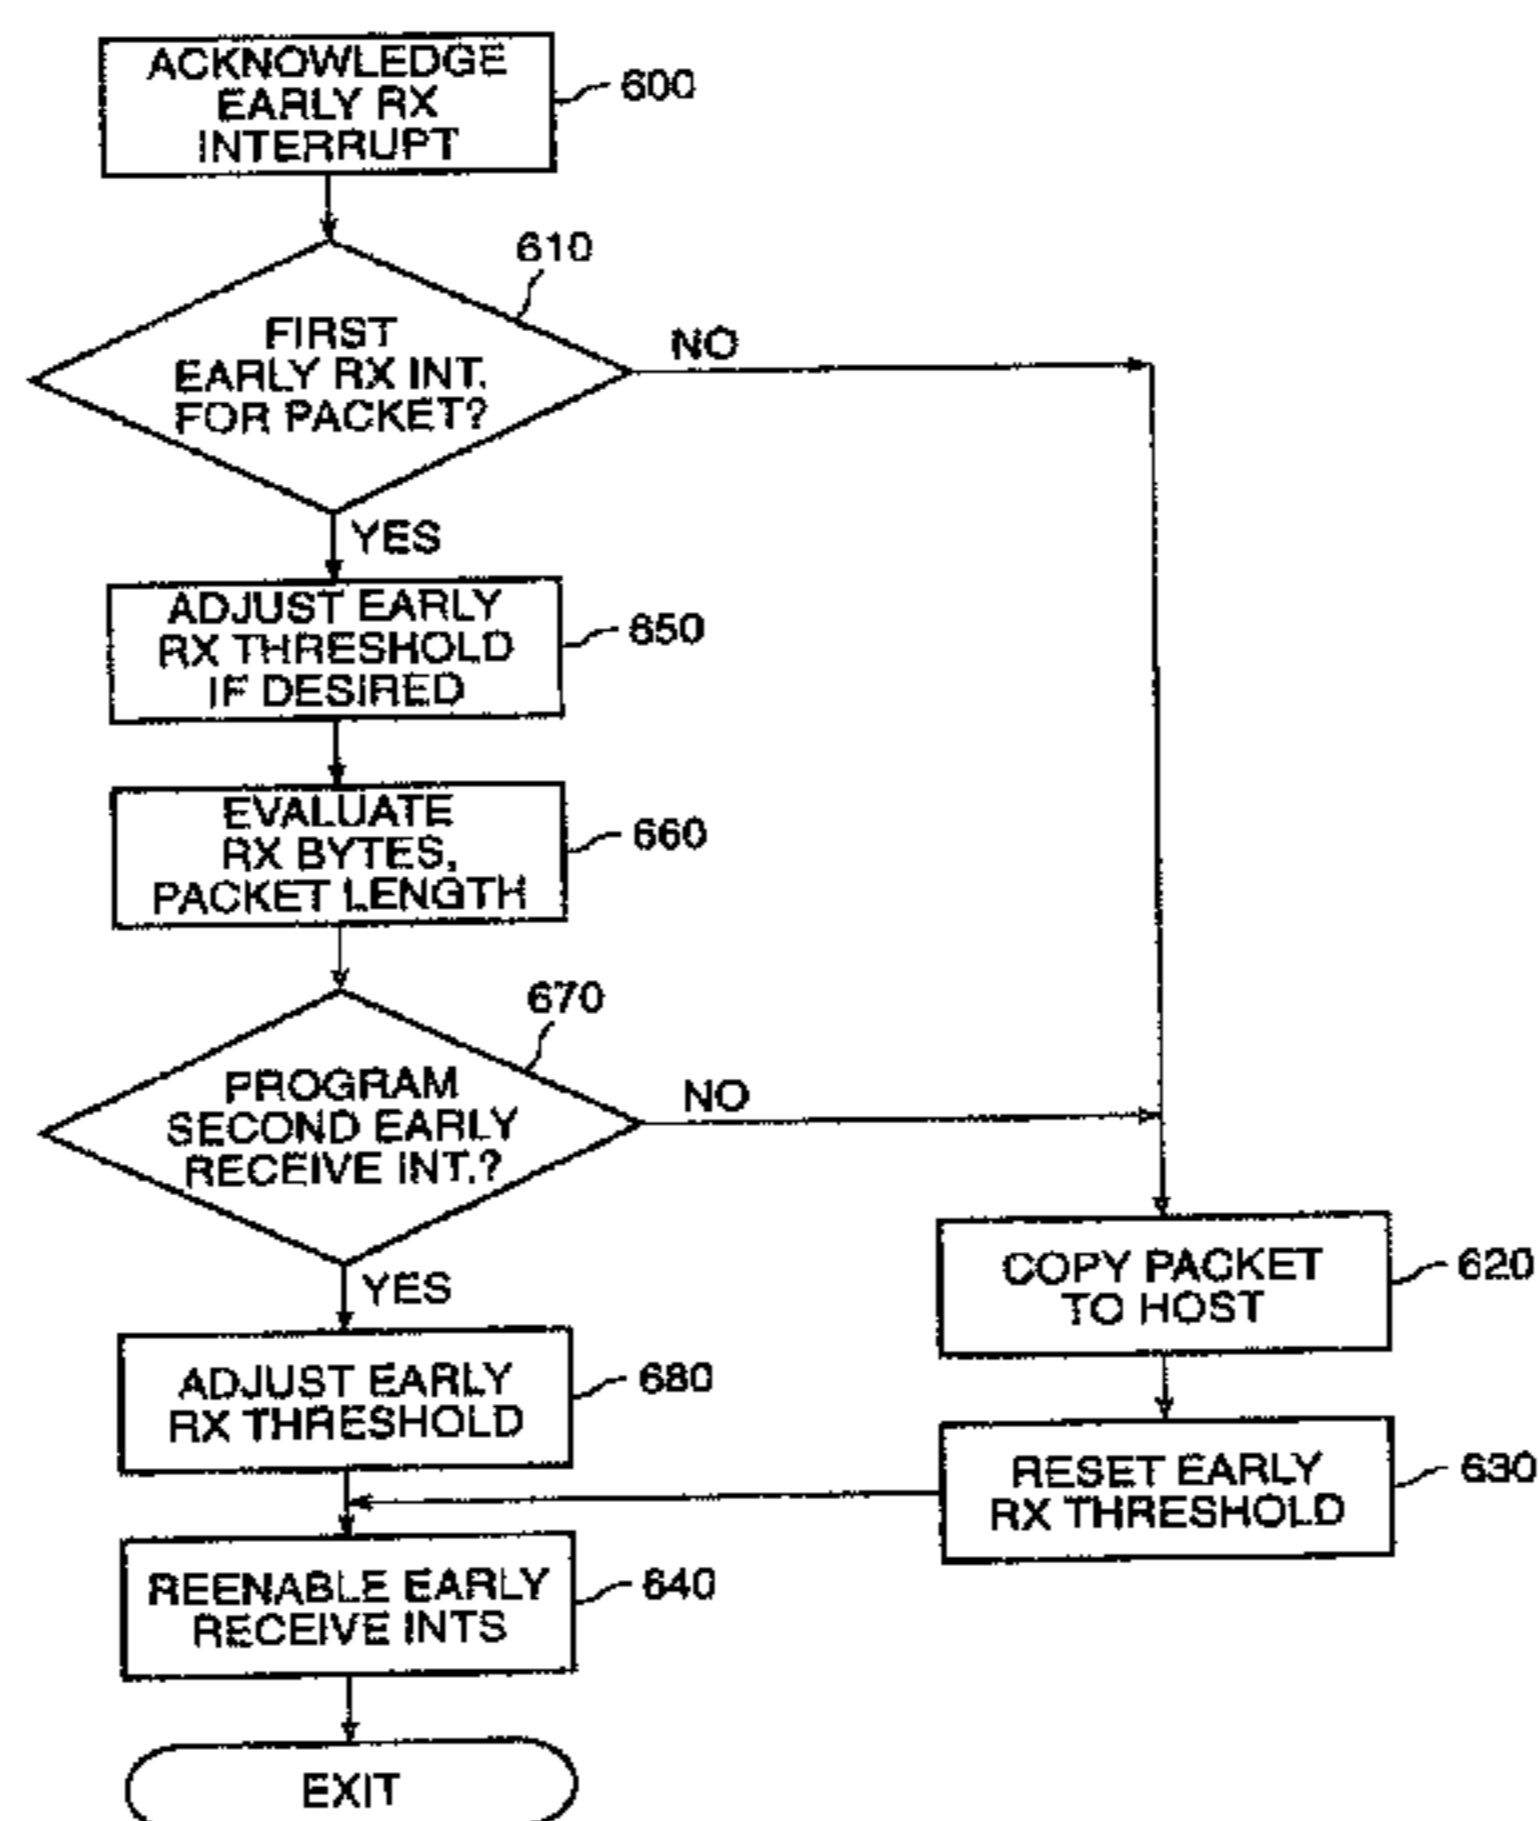 ACKNOWLEDGE
EARLY RX
INTERRUPT
600
610
FIRST
EARLY RX INT.
FOR PACKET?
NO
YES
ADJUST EARLY
RX THRESHOLD
IF DESIRED
650
EVALUATE
RX BYTES,
PACKET LENGTH
660
670
PROGRAM
SECOND EARLY
RECEIVE INT.?
NO
YES
COPY PACKET
TO HOST
620
ADJUST EARLY
RX THRESHOLD
680
RESET EARLY
RX THRESHOLD
630
REENABLE EARLY
RECEIVE INTS
640
EXIT